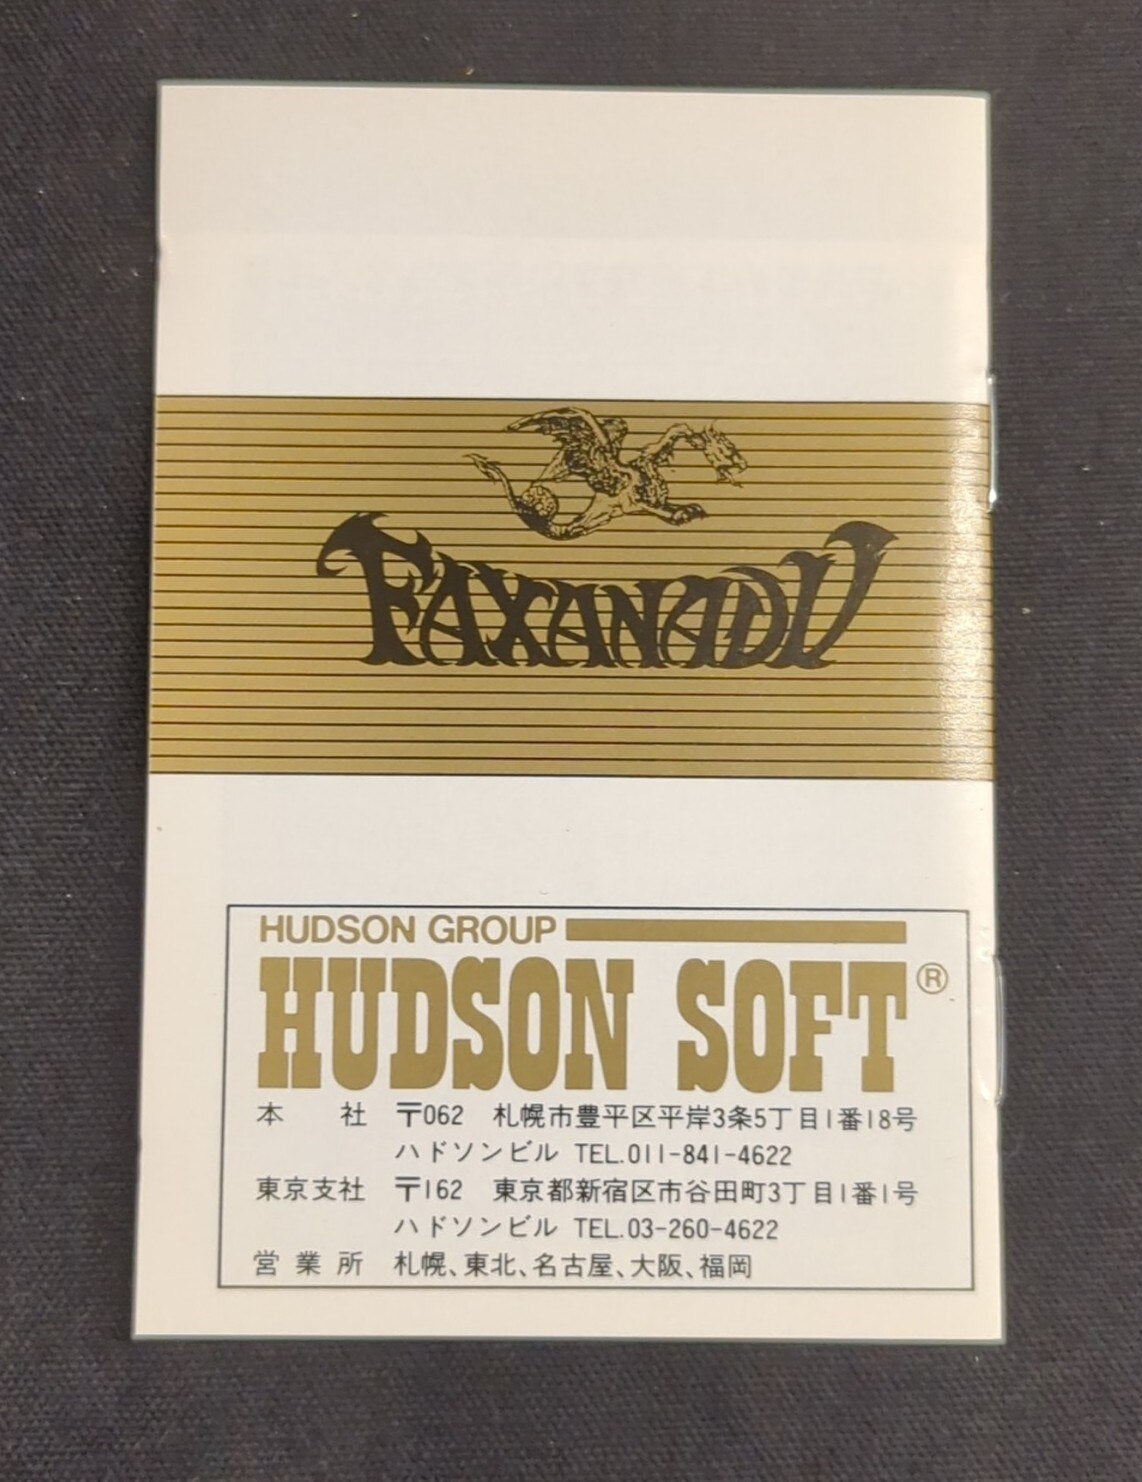 FAXANADU
HUDSON GROUP
HUDSON SOFT®
本社 〒062 札幌市豊平区平岸3条5丁目1番18号
ハドソンビル TEL.011-841-4622
東京支社 〒162 東京都新宿区市谷田町3丁目1番1号
ハドソンビル TEL.03-260-4622
営業所 札幌、東北、名古屋、大阪、福岡